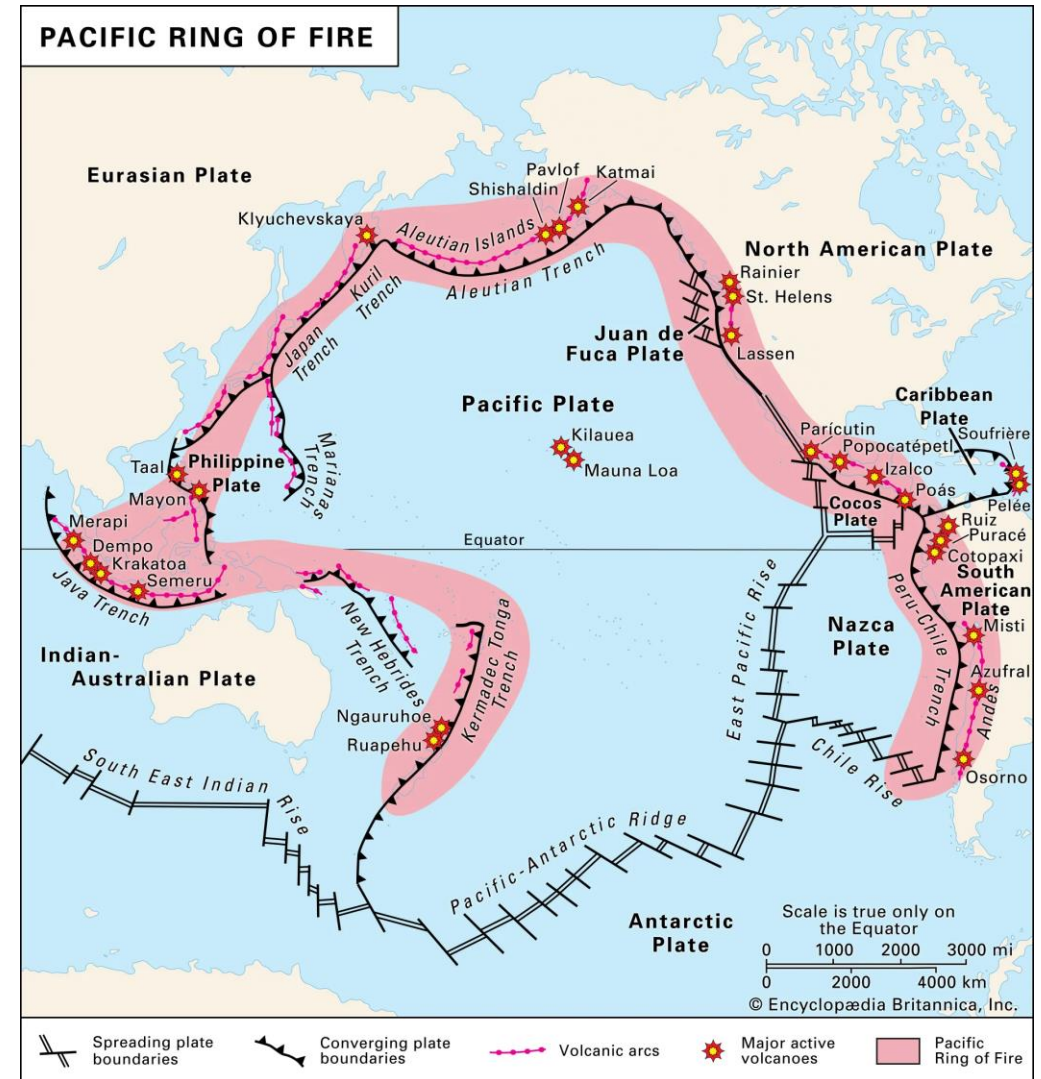 PACIFIC RING OF FIRE
Eurasian Plate
Klyuchevskaya
Aleutian Islands
Shishaldin
Pavlof
Katmai
Aleutian Trench
Kuril
Trench
Japan
Trench
North American Plate
Rainier
St. Helens
Lassen
Juan de
Fuca Plate
Pacific Plate
Kilauea
Mauna Loa
Caribbean
Plate
Soufrière
Pelée
Parícutin
Popocatépetl
Izalco
Poás
Cocos
Plate
Taal
Philippine
Plate
Mayon
Marianas
Trench
Merapi
Dempo
Krakatoa
Semeru
Java Trench
Equator
Ruiz
Puracé
Cotopaxi
South
American
Plate
Misti
Azufral
Andes
Osorno
Peru-Chile Trench
Nazca
Plate
Indian-
Australian Plate
New Hebrides
Trench
Kermadec Tonga
Trench
Ngauruhoe
Ruapehu
East Pacific Rise
Chile Rise
South East Indian Rise
Pacific-Antarctic Ridge
Antarctic
Plate
Scale is true only on
the Equator
0 1000 2000 3000 mi
0 2000 4000 km
© Encyclopædia Britannica, Inc.
Spreading plate
boundaries
Converging plate
boundaries
Volcanic arcs
Major active
volcanoes
Pacific
Ring of Fire